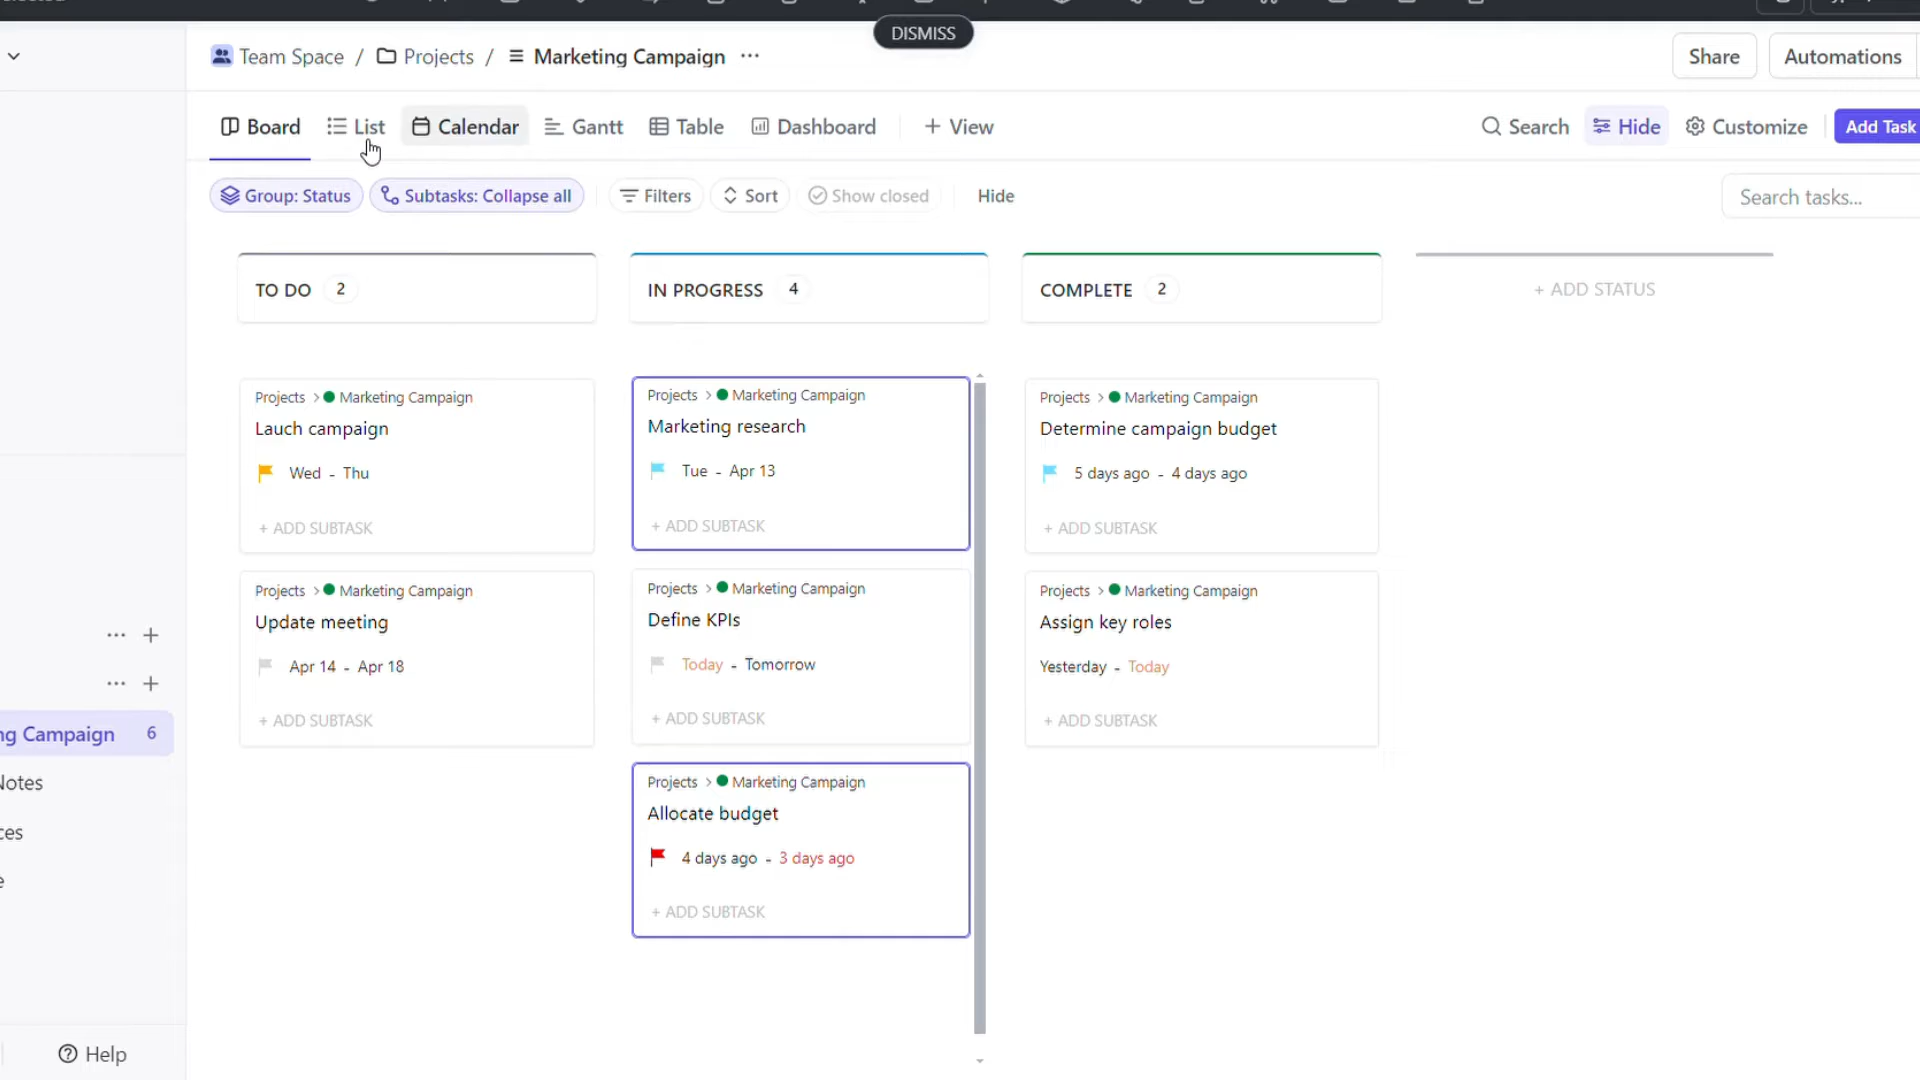 DISMISS
Team Space / Projects / Marketing Campaign ...
Share
Automations
Board
List
Calendar
Gantt
Table
Dashboard
+ View
Search
Hide
Customize
Add Task
Group: Status
Subtasks: Collapse all
Filters
Sort
Show closed
Hide
Search tasks...
TO DO 2
IN PROGRESS 4
COMPLETE 2
+ ADD STATUS
Projects > Marketing Campaign
Lauch campaign
Wed - Thu
+ ADD SUBTASK
Projects > Marketing Campaign
Update meeting
Apr 14 - Apr 18
+ ADD SUBTASK
Projects > Marketing Campaign
Marketing research
Tue - Apr 13
+ ADD SUBTASK
Projects > Marketing Campaign
Define KPIs
Today - Tomorrow
+ ADD SUBTASK
Projects > Marketing Campaign
Allocate budget
4 days ago - 3 days ago
+ ADD SUBTASK
Projects > Marketing Campaign
Determine campaign budget
5 days ago - 4 days ago
+ ADD SUBTASK
Projects > Marketing Campaign
Assign key roles
Yesterday - Today
+ ADD SUBTASK
ng Campaign 6
Notes
ces
e
Help